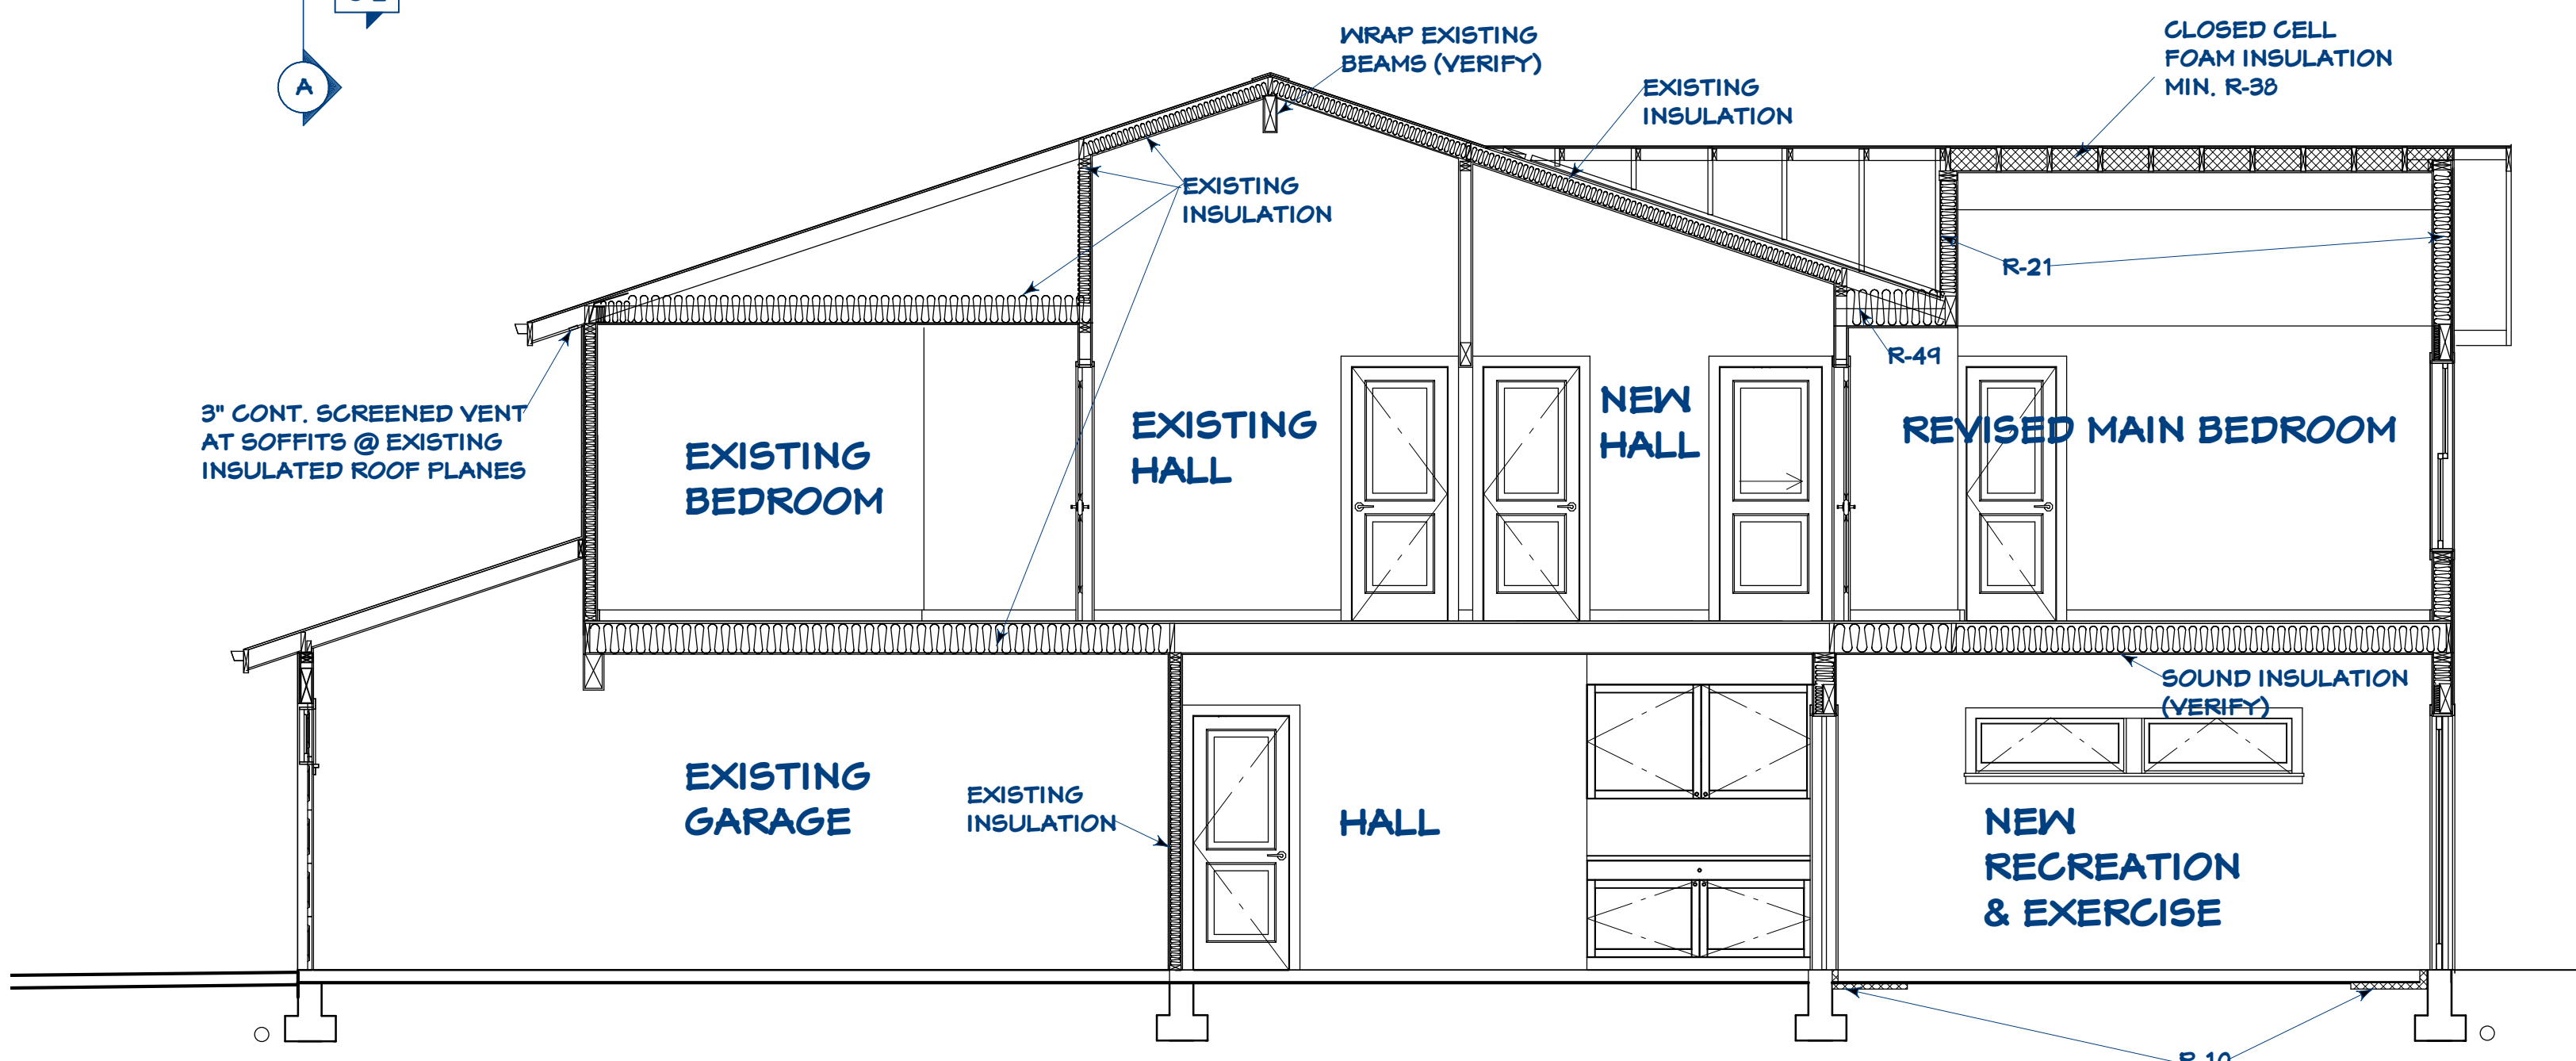 A
WRAP EXISTING
BEAMS (VERIFY)
EXISTING
INSULATION
CLOSED CELL
FOAM INSULATION
MIN. R-38
EXISTING
INSULATION
R-21
R-49
3" CONT. SCREENED VENT
AT SOFFITS @ EXISTING
INSULATED ROOF PLANES
EXISTING
BEDROOM
EXISTING
HALL
NEW
HALL
REVISED MAIN BEDROOM
SOUND INSULATION
(VERIFY)
EXISTING
GARAGE
EXISTING
INSULATION
HALL
NEW
RECREATION
& EXERCISE
R-10